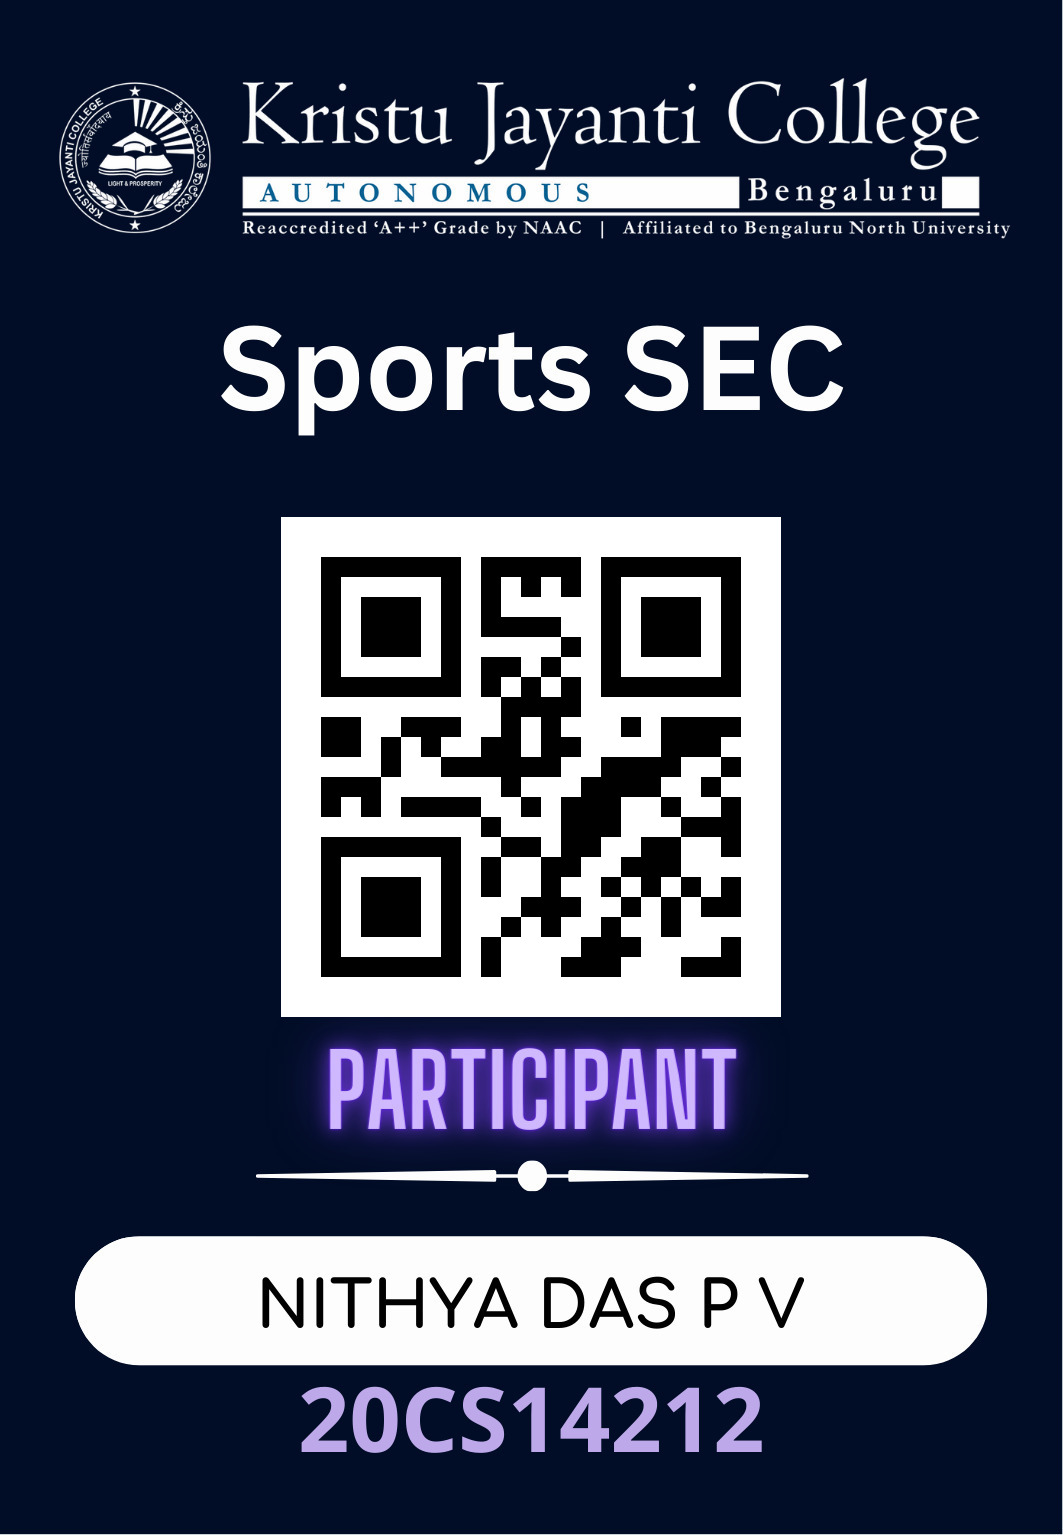 KRISTU JAYANTI COLLEGE
ಕ್ರಿಸ್ತು ಜಯಂತಿ ಕಾಲೇಜು
LIGHT & PROSPERITY
Kristu Jayanti College
AUTONOMOUS Bengaluru
Reaccredited ‘A++’ Grade by NAAC | Affiliated to Bengaluru North University
Sports SEC
PARTICIPANT
NITHYA DAS P V
20CS14212